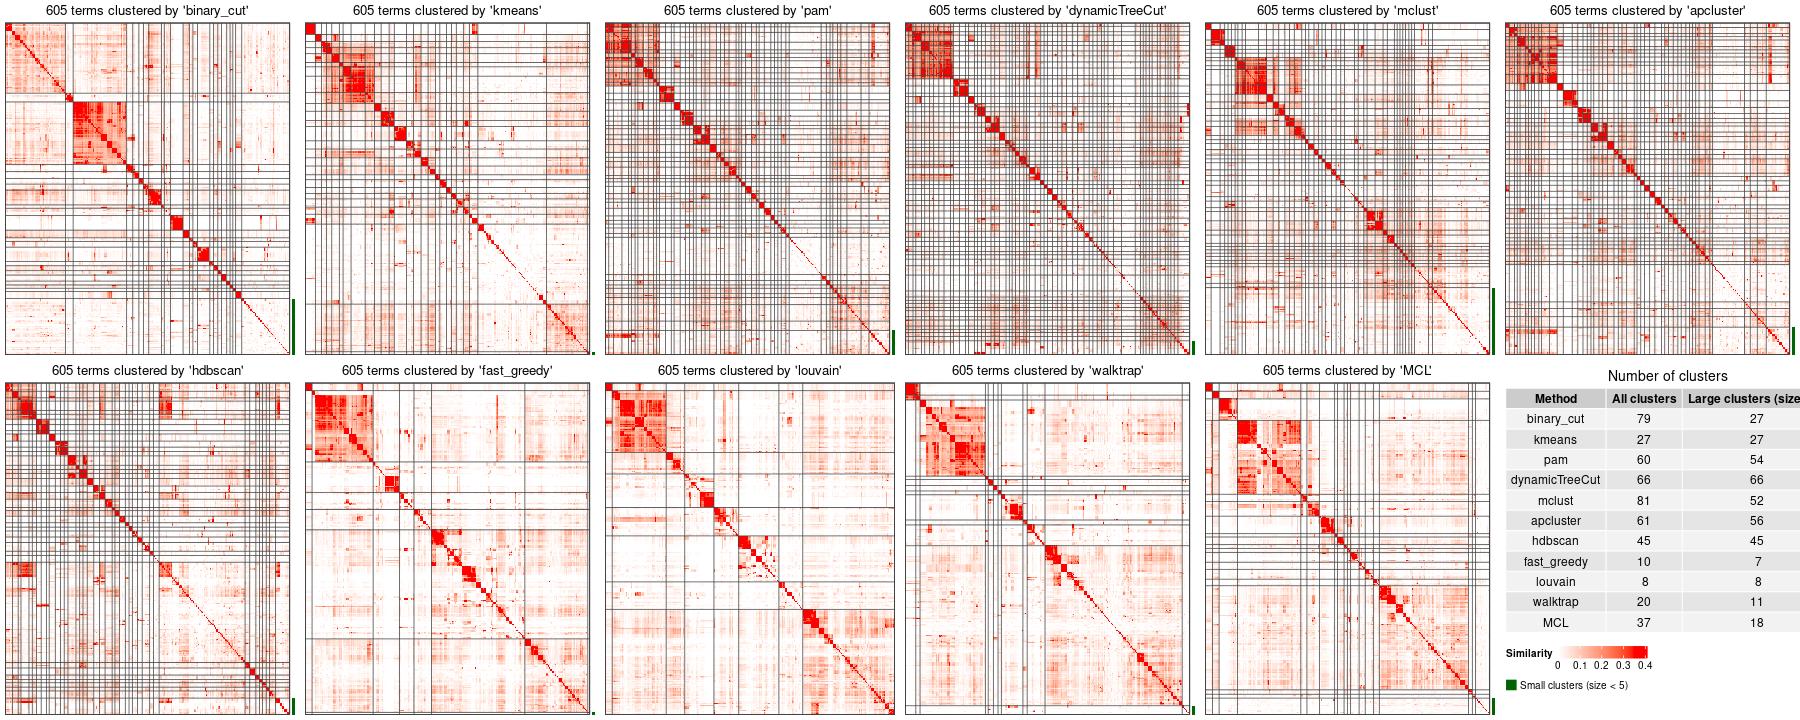 605 terms clustered by 'binary_cut'
605 terms clustered by 'kmeans'
605 terms clustered by 'pam'
605 terms clustered by 'dynamicTreeCut'
605 terms clustered by 'mclust'
605 terms clustered by 'apcluster'
605 terms clustered by 'hdbscan'
605 terms clustered by 'fast_greedy'
605 terms clustered by 'louvain'
605 terms clustered by 'walktrap'
605 terms clustered by 'MCL'
Number of clusters
Method All clusters Large clusters (size
binary_cut 79 27
kmeans 27 27
pam 60 54
dynamicTreeCut 66 66
mclust 81 52
apcluster 61 56
hdbscan 45 45
fast_greedy 10 7
louvain 8 8
walktrap 20 11
MCL 37 18
Similarity
0 0.1 0.2 0.3 0.4
Small clusters (size < 5)